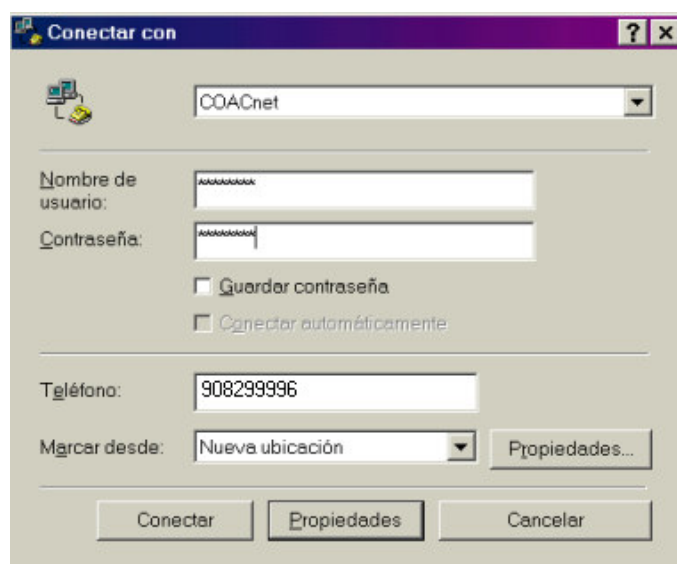 Conectar con
COACnet
Nombre de
usuario:
*********
Contraseña:
*********
Guardar contraseña
Conectar automáticamente
Teléfono:
908299996
Marcar desde:
Nueva ubicación
Propiedades...
Conectar
Propiedades
Cancelar